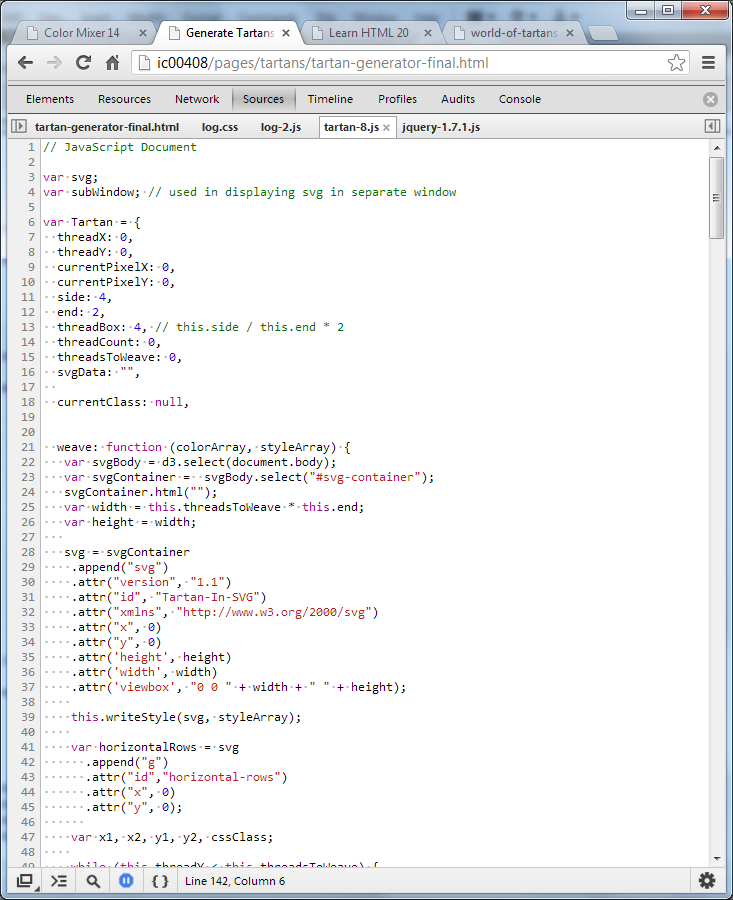 Color Mixer 14
Generate Tartans
Learn HTML 20
world-of-tartans
ic00408/pages/tartans/tartan-generator-final.html
Elements Resources Network Sources Timeline Profiles Audits Console
tartan-generator-final.html log.css log-2.js tartan-8.js jquery-1.7.1.js
1 // JavaScript Document
2
3 var svg;
4 var subWindow; // used in displaying svg in separate window
5
6 var Tartan = {
7 threadX: 0,
8 threadY: 0,
9 currentPixelX: 0,
10 currentPixelY: 0,
11 side: 4,
12 end: 2,
13 threadBox: 4, // this.side / this.end * 2
14 threadCount: 0,
15 threadsToWeave: 0,
16 svgData: "",
17
18 currentClass: null,
19
20
21 weave: function (colorArray, styleArray) {
22 var svgBody = d3.select(document.body);
23 var svgContainer = svgBody.select("#svg-container");
24 svgContainer.html("");
25 var width = this.threadsToWeave * this.end;
26 var height = width;
27
28 svg = svgContainer
29 .append("svg")
30 .attr("version", "1.1")
31 .attr("id", "Tartan-In-SVG")
32 .attr("xmlns", "http://www.w3.org/2000/svg")
33 .attr("x", 0)
34 .attr("y", 0)
35 .attr('height', height)
36 .attr('width', width)
37 .attr('viewbox', "0 0 " + width + " " + height);
38
39 this.writeStyle(svg, styleArray);
40
41 var horizontalRows = svg
42 .append("g")
43 .attr("id","horizontal-rows")
44 .attr("x", 0)
45 .attr("y", 0);
46
47 var x1, x2, y1, y2, cssClass;
48
49 while (this.threadY < this.threadsToWeave) {
Line 142, Column 6